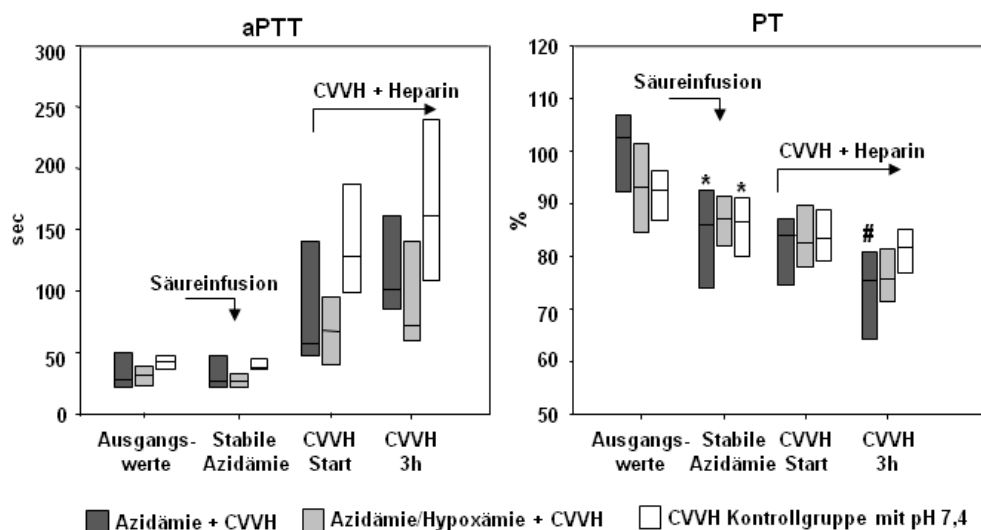 aPTT
300
250
200
150
100
50
0
sec
CVVH + Heparin
Säureinfusion
Ausgangs-
werte
Stabile
Azidämie
CVVH
Start
CVVH
3h
PT
120
110
100
90
80
70
60
50
%
Säureinfusion
CVVH + Heparin
*
*
#
Ausgangs-
werte
Stabile
Azidämie
CVVH
Start
CVVH
3h
Azidämie + CVVH
Azidämie/Hypoxämie + CVVH
CVVH Kontrollgruppe mit pH 7,4